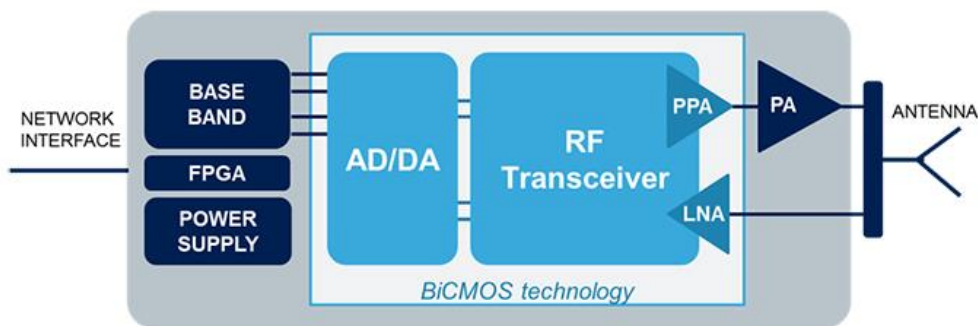 NETWORK
INTERFACE
BASE
BAND
FPGA
POWER
SUPPLY
AD/DA
RF
Transceiver
PPA
LNA
PA
ANTENNA
BiCMOS technology